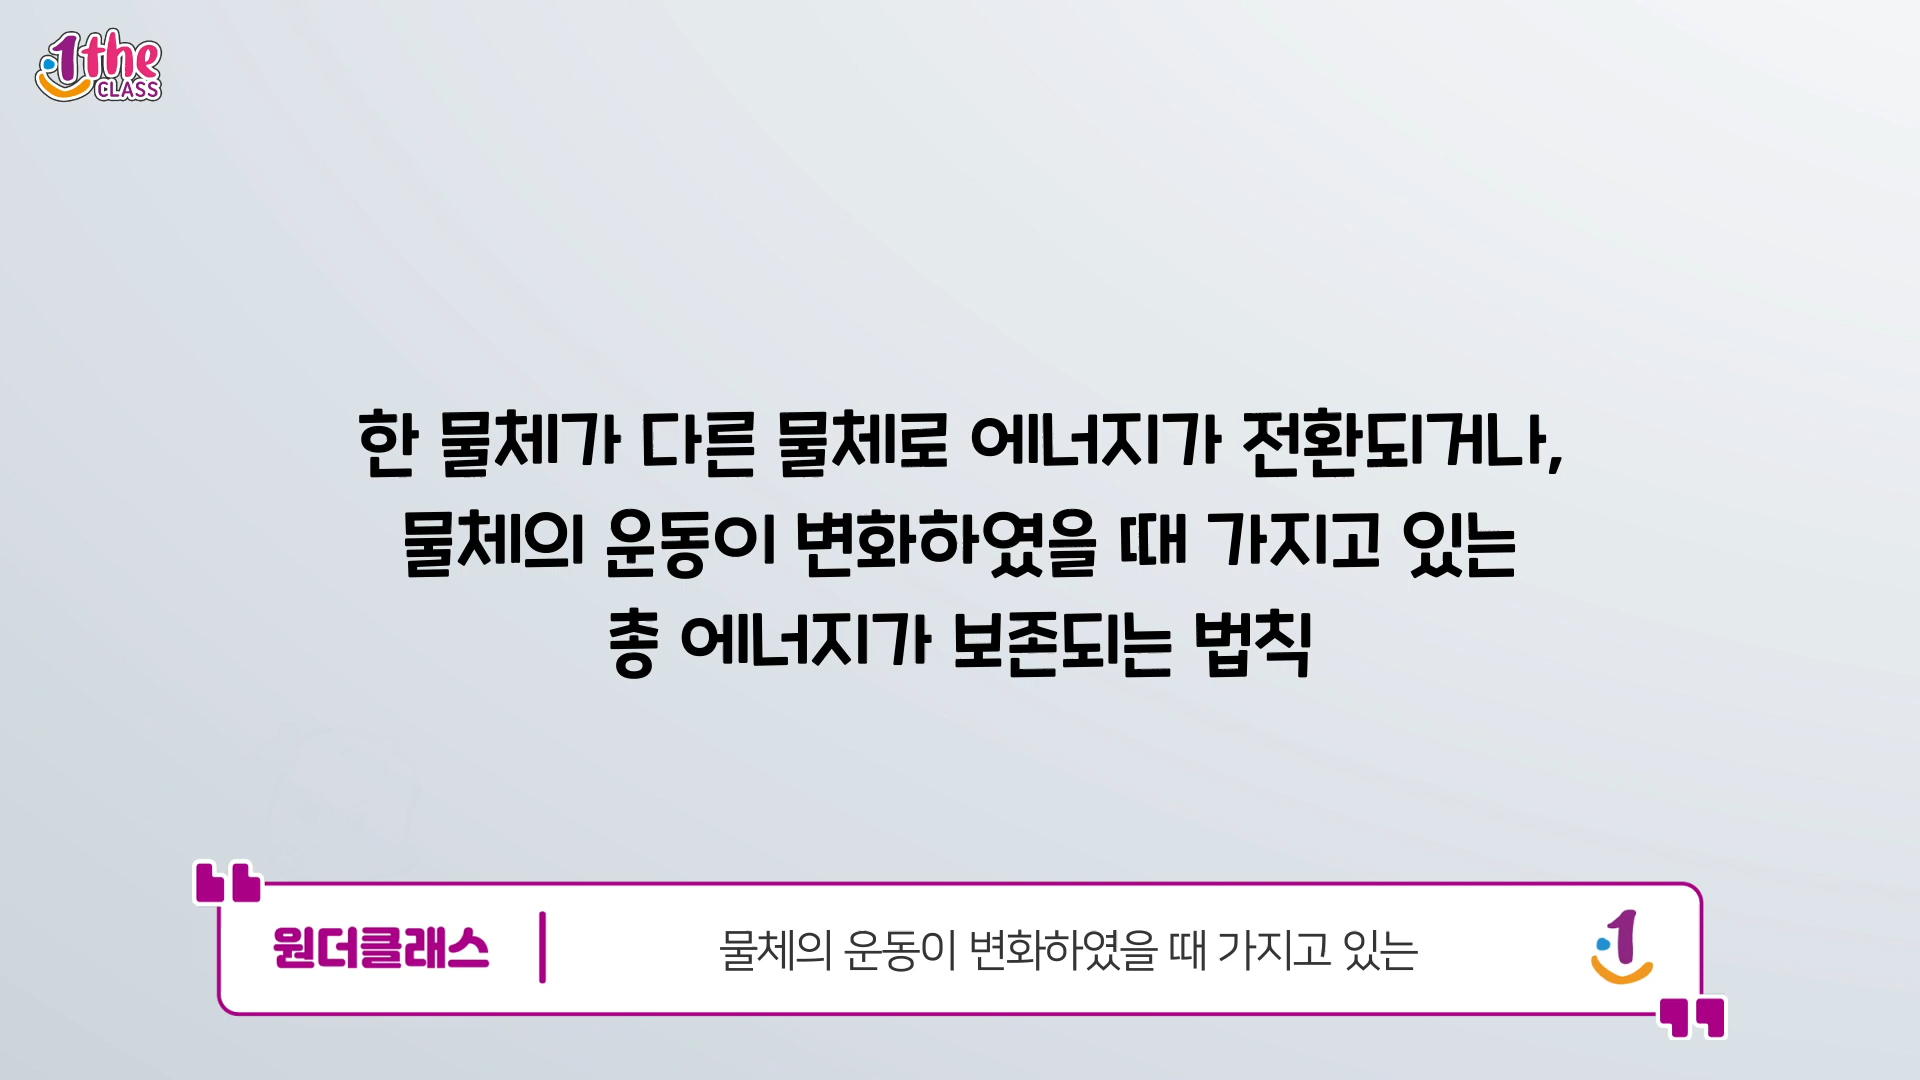 1the
CLASS
한 물체가 다른 물체로 에너지가 전환되거나,
물체의 운동이 변화하였을 때 가지고 있는
총 에너지가 보존되는 법칙
원더클래스
물체의 운동이 변화하였을 때 가지고 있는
1